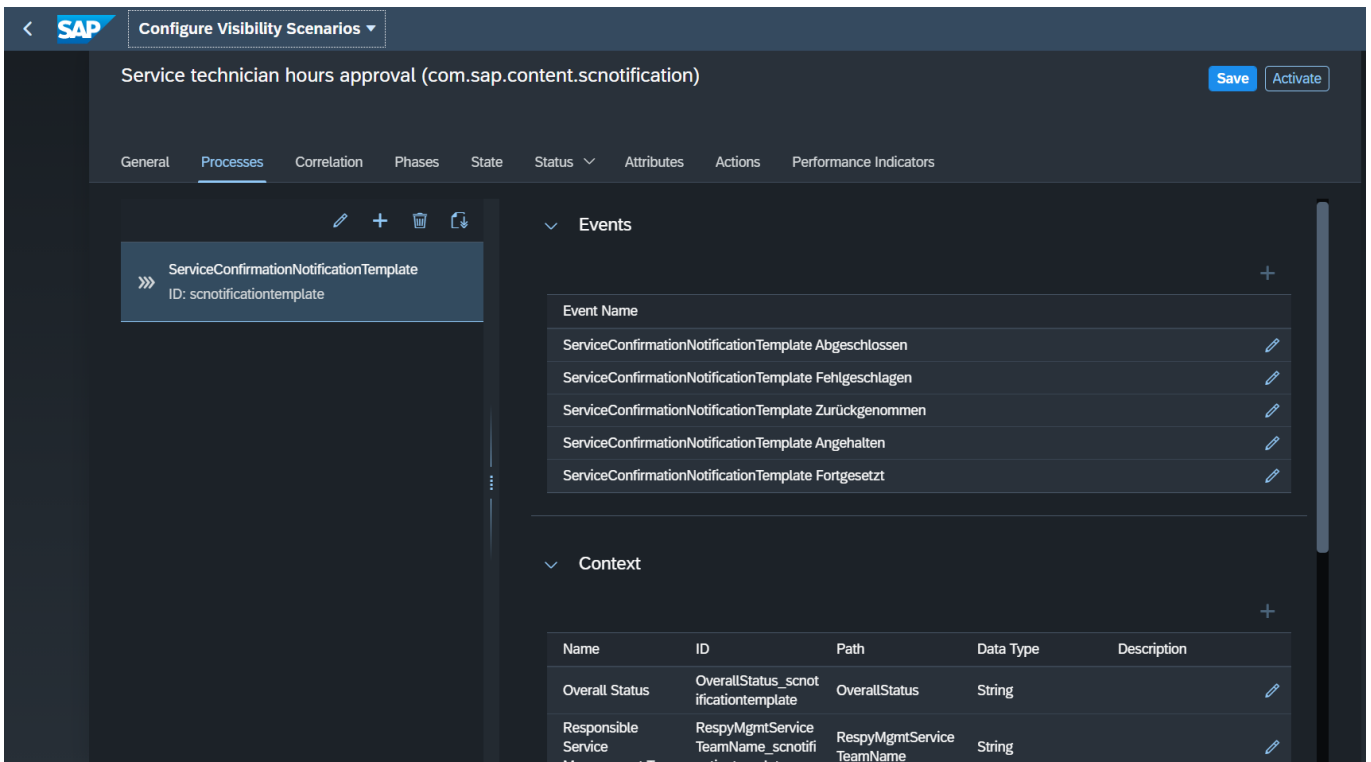 SAP
Configure Visibility Scenarios
Service technician hours approval (com.sap.content.scnotification)
Save
Activate
General
Processes
Correlation
Phases
State
Status
Attributes
Actions
Performance Indicators
ServiceConfirmationNotificationTemplate
ID: scnotificationtemplate
Events
Event Name
ServiceConfirmationNotificationTemplate Abgeschlossen
ServiceConfirmationNotificationTemplate Fehlgeschlagen
ServiceConfirmationNotificationTemplate Zurückgenommen
ServiceConfirmationNotificationTemplate Angehalten
ServiceConfirmationNotificationTemplate Fortgesetzt
Context
Name
ID
Path
Data Type
Description
Overall Status
OverallStatus_scnot
ificationtemplate
OverallStatus
String
Responsible
Service
RespyMgmtService
TeamName_scnotifi
RespyMgmtService
TeamName
String